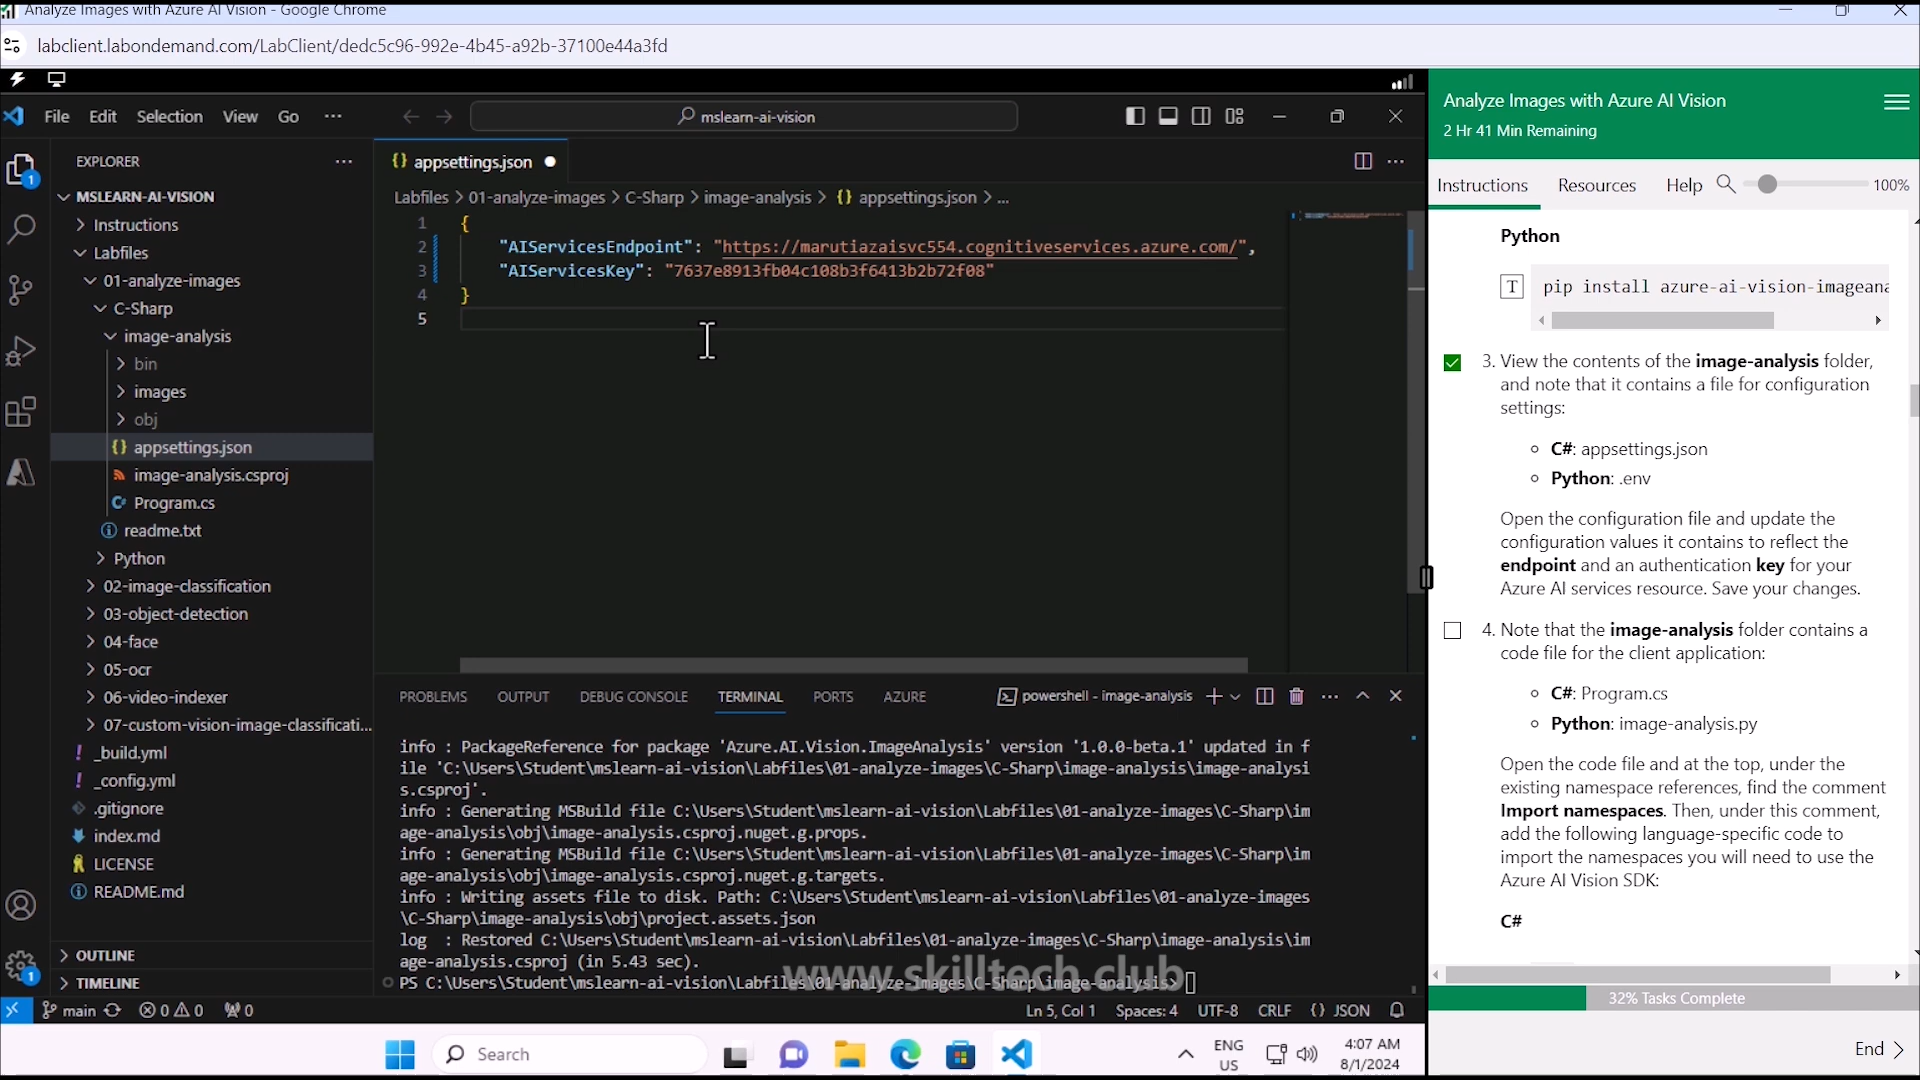 Analyze Images with Azure AI Vision - Google Chrome
labclient.labondemand.com/LabClient/dedc5c96-992e-4b45-a92b-37100e44a3fd
File Edit Selection View Go ···
mslearn-ai-vision
EXPLORER ···
MSLEARN-AI-VISION
Instructions
Labfiles
01-analyze-images
C-Sharp
image-analysis
bin
images
obj
{} appsettings.json
image-analysis.csproj
Program.cs
readme.txt
Python
02-image-classification
03-object-detection
04-face
05-ocr
06-video-indexer
07-custom-vision-image-classificati...
! _build.yml
! _config.yml
.gitignore
index.md
LICENSE
README.md
OUTLINE
TIMELINE
1
1
{} appsettings.json
Labfiles > 01-analyze-images > C-Sharp > image-analysis > {} appsettings.json > ...
1 {
2 "AIServicesEndpoint": "https://marutiazaisvc554.cognitiveservices.azure.com/",
3 "AIServicesKey": "7637e8913fb04c108b3f6413b2b72f08"
4 }
5
PROBLEMS OUTPUT DEBUG CONSOLE TERMINAL PORTS AZURE powershell - image-analysis
info : PackageReference for package 'Azure.AI.Vision.ImageAnalysis' version '1.0.0-beta.1' updated in f
ile 'C:\Users\Student\mslearn-ai-vision\Labfiles\01-analyze-images\C-Sharp\image-analysis\image-analysi
s.csproj'.
info : Generating MSBuild file C:\Users\Student\mslearn-ai-vision\Labfiles\01-analyze-images\C-Sharp\im
age-analysis\obj\image-analysis.csproj.nuget.g.props.
info : Generating MSBuild file C:\Users\Student\mslearn-ai-vision\Labfiles\01-analyze-images\C-Sharp\im
age-analysis\obj\image-analysis.csproj.nuget.g.targets.
info : Writing assets file to disk. Path: C:\Users\Student\mslearn-ai-vision\Labfiles\01-analyze-images
\C-Sharp\image-analysis\obj\project.assets.json
log : Restored C:\Users\Student\mslearn-ai-vision\Labfiles\01-analyze-images\C-Sharp\image-analysis\im
age-analysis.csproj (in 5.43 sec).
PS C:\Users\Student\mslearn-ai-vision\Labfiles\01-analyze-images\C-Sharp\image-analysis>
www.skilltech.club
main 0 0 0 Ln 5, Col 1 Spaces: 4 UTF-8 CRLF {} JSON
Search
ENG
US
4:07 AM
8/1/2024
Analyze Images with Azure AI Vision
2 Hr 41 Min Remaining
Instructions Resources Help 100%
Python
T pip install azure-ai-vision-imageana
3. View the contents of the image-analysis folder,
and note that it contains a file for configuration
settings:
C#: appsettings.json
Python: .env
Open the configuration file and update the
configuration values it contains to reflect the
endpoint and an authentication key for your
Azure AI services resource. Save your changes.
4. Note that the image-analysis folder contains a
code file for the client application:
C#: Program.cs
Python: image-analysis.py
Open the code file and at the top, under the
existing namespace references, find the comment
Import namespaces. Then, under this comment,
add the following language-specific code to
import the namespaces you will need to use the
Azure AI Vision SDK:
C#
32% Tasks Complete
End >